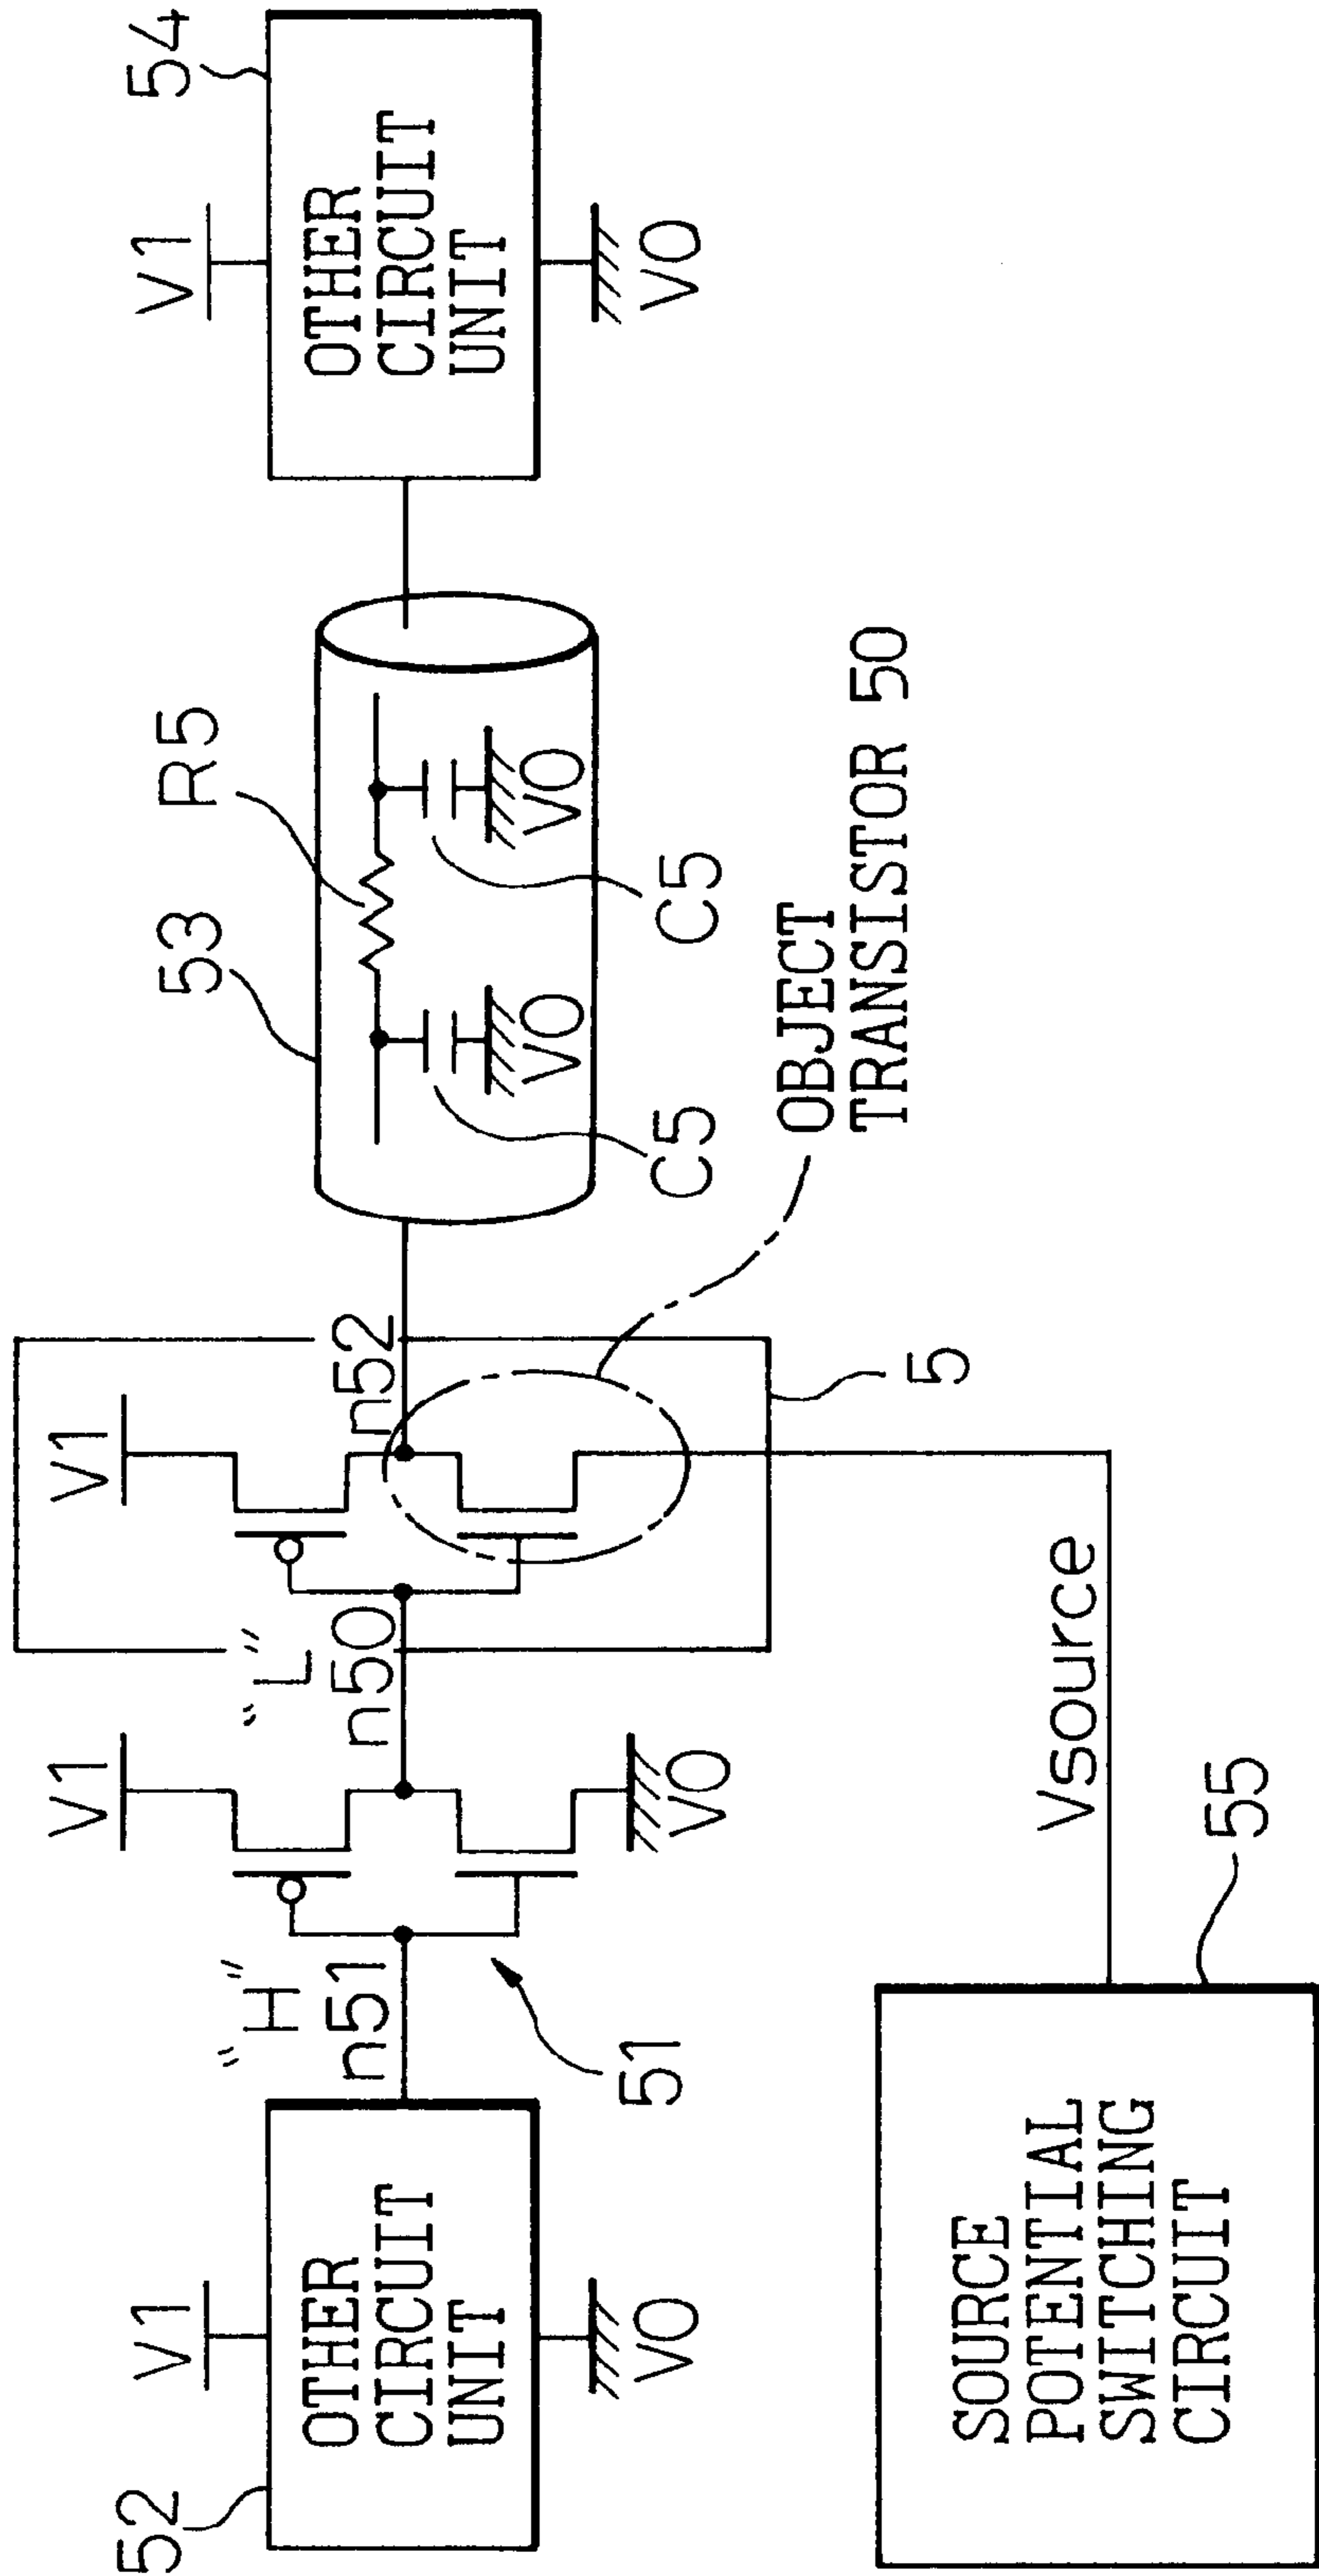 52
V1
OTHER
CIRCUIT
UNIT
V0
"H"
n51
51
V1
V0
"L"
n50
V1
n52
5
53
R5
C5
V0
C5
V0
OBJECT
TRANSISTOR 50
54
V1
OTHER
CIRCUIT
UNIT
V0
SOURCE
POTENTIAL
SWITCHING
CIRCUIT
55
Vsource